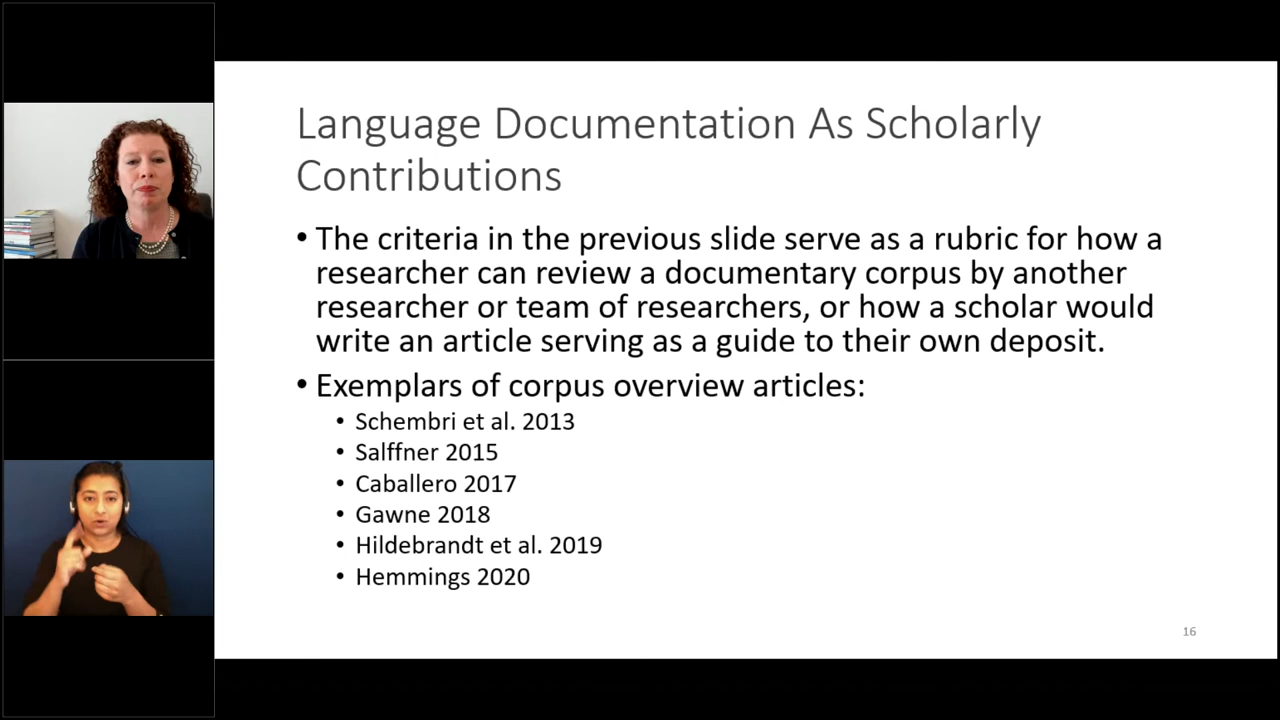 Language Documentation As Scholarly
Contributions
• The criteria in the previous slide serve as a rubric for how a
researcher can review a documentary corpus by another
researcher or team of researchers, or how a scholar would
write an article serving as a guide to their own deposit.
• Exemplars of corpus overview articles:
• Schembri et al. 2013
• Salffner 2015
• Caballero 2017
• Gawne 2018
• Hildebrandt et al. 2019
• Hemmings 2020
16